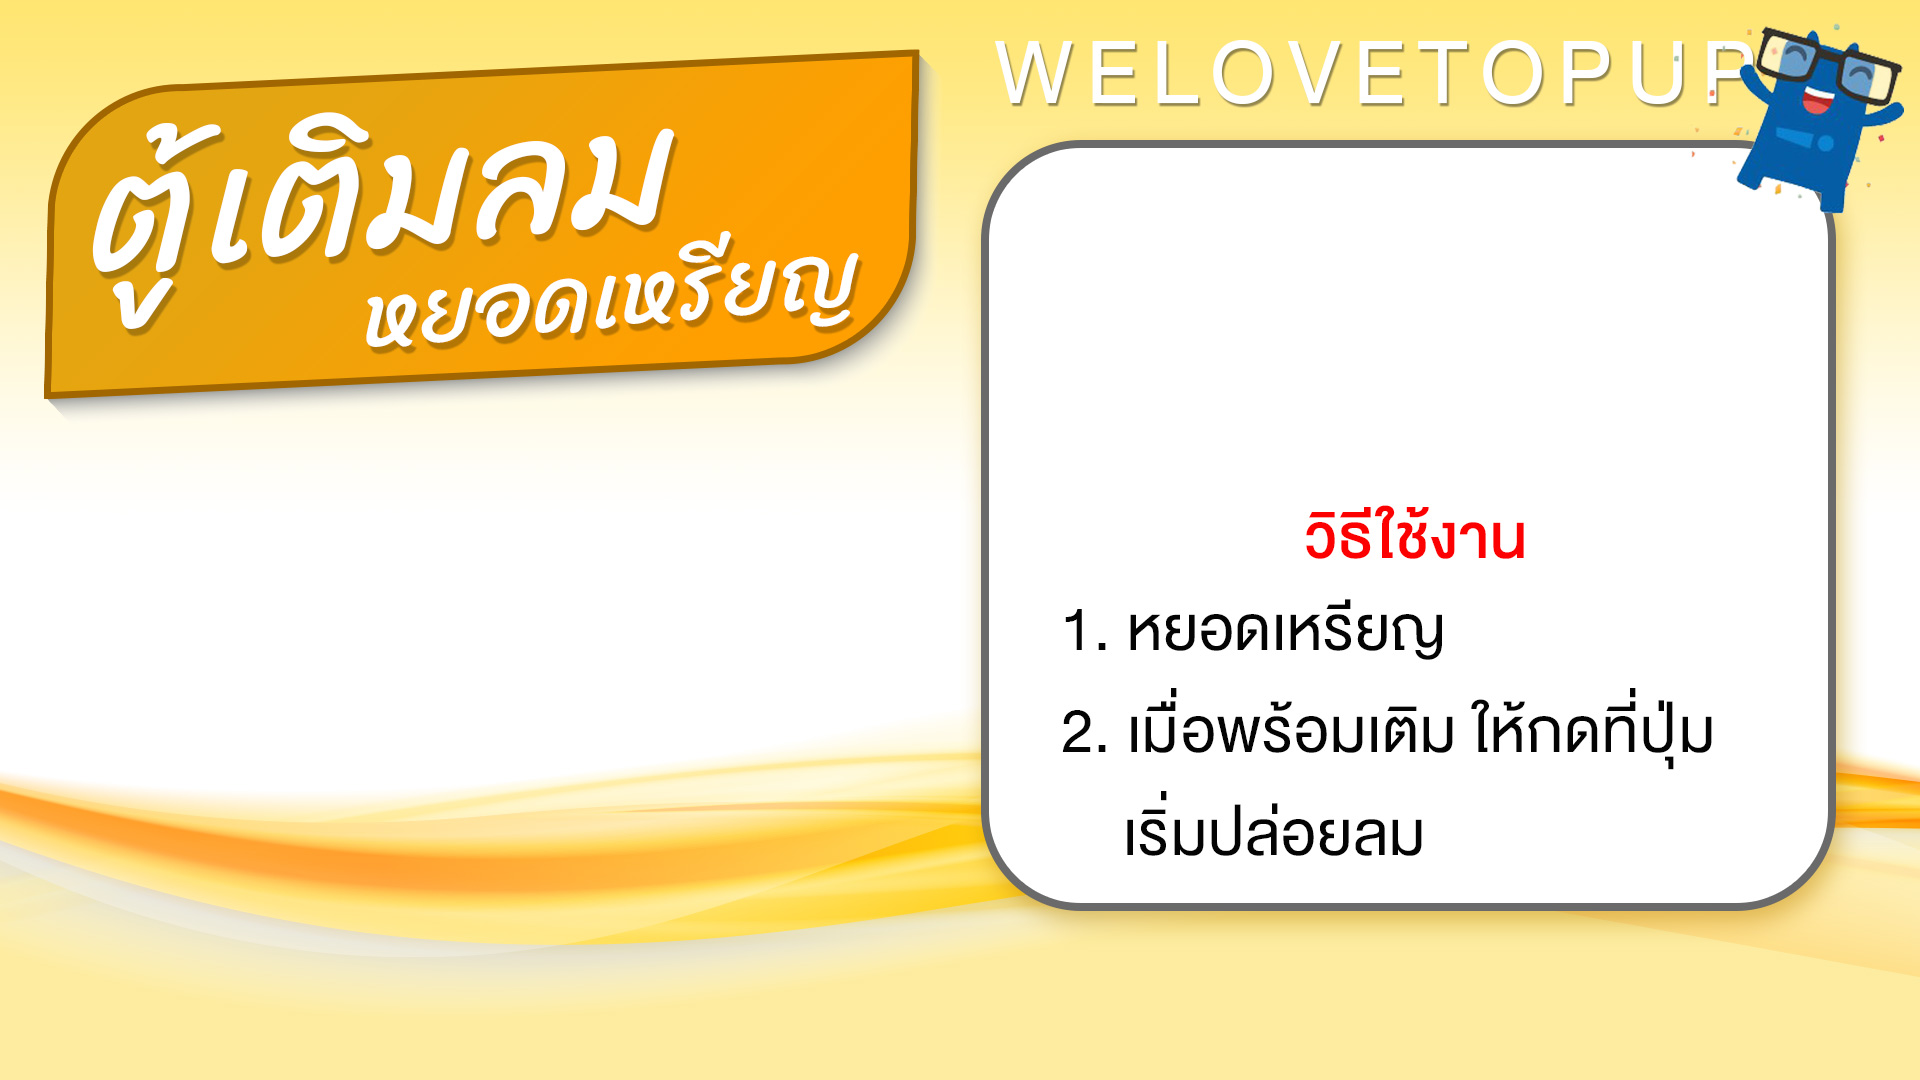 ตู้เติมลม
หยอดเหรียญ
WELOVETOPUP
วิธีใช้งาน
1. หยอดเหรียญ
2. เมื่อพร้อมเติม ให้กดที่ปุ่ม
เริ่มปล่อยลม